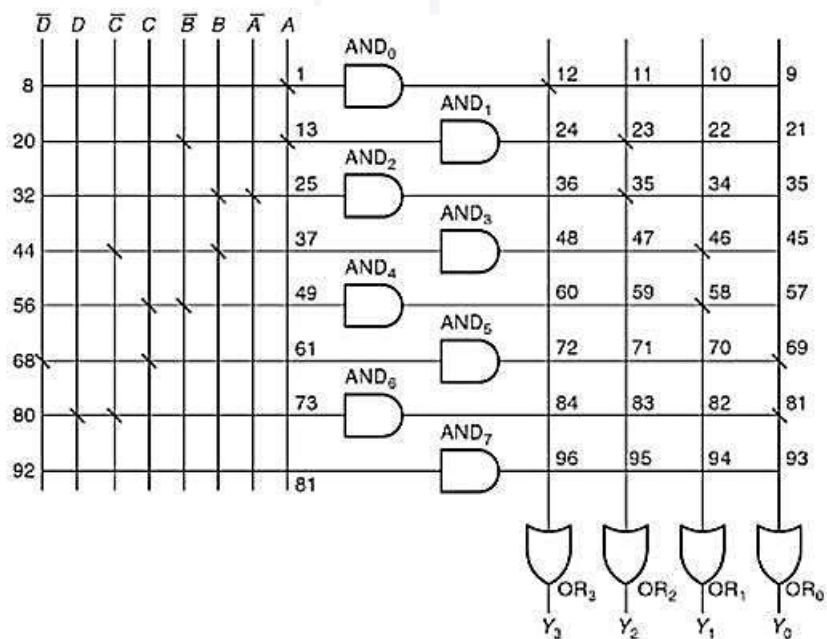 D̅ D C̅ C B̅ B A̅ A
AND₀
8 1 12 11 10 9
AND₁
20 13 24 23 22 21
AND₂
32 25 36 35 34 35
AND₃
44 37 48 47 46 45
AND₄
56 49 60 59 58 57
AND₅
68 61 72 71 70 69
AND₆
80 73 84 83 82 81
AND₇
92 81 96 95 94 93
OR₃ OR₂ OR₁ OR₀
Y₃ Y₂ Y₁ Y₀